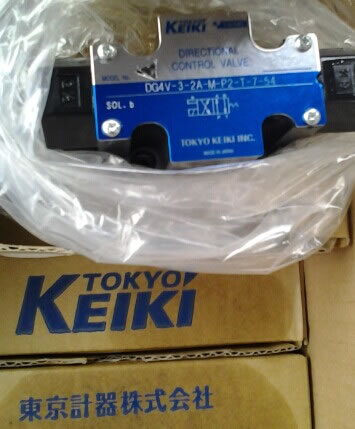 TOKYO
KEIKI
DIRECTIONAL
CONTROL VALVE
MODEL No.
DG4V-3-2A-M-P2-T-7-54
SOL. b
TOKYO KEIKI INC.
MADE IN JAPAN
TOKYO
KEIKI
東京計器株式会社